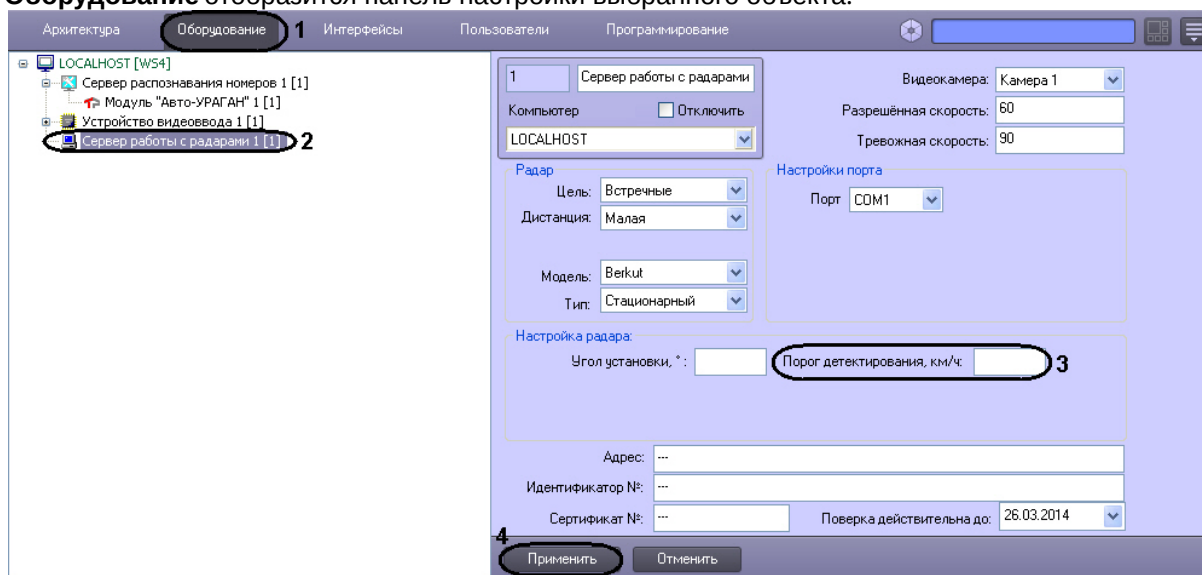 Оборудование отобразится панель настройки выбранного объекта.
Архитектура Оборудование 1 Интерфейсы Пользователи Программирование
LOCALHOST [WS4]
Сервер распознавания номеров 1 [1]
Модуль "Авто-УРАГАН" 1 [1]
Устройство видеоввода 1 [1]
Сервер работы с радарами 1 [1] 2
1 Сервер работы с радарами
Компьютер Отключить
LOCALHOST
Видеокамера: Камера 1
Разрешённая скорость: 60
Тревожная скорость: 90
Радар
Цель: Встречные
Дистанция: Малая
Модель: Berkut
Тип: Стационарный
Настройки порта
Порт COM1
Настройка радара:
Угол установки, °: Порог детектирования, км/ч: 3
Адрес: ---
Идентификатор №: ---
Сертификат №: --- Поверка действительна до: 26.03.2014
4
Применить Отменить